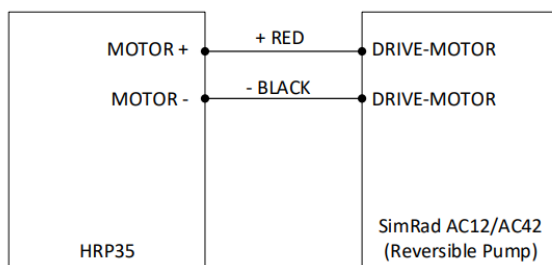 MOTOR + + RED DRIVE-MOTOR
MOTOR - - BLACK DRIVE-MOTOR
HRP35
SimRad AC12/AC42
(Reversible Pump)